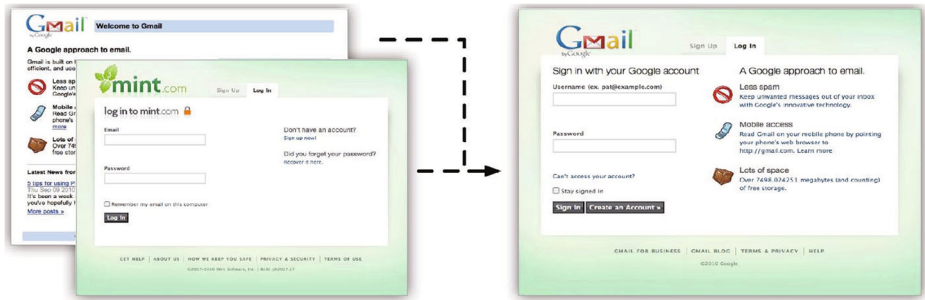 Gmail
by Google
Welcome to Gmail
A Google approach to email.
Gmail is built on
efficient, and
Less
Keep un
Google's
Mobile
Read Gm
phone's
more
Lots of
Over 749
free stor
Latest News from
5 tips for using P
Thu Sep 09 2010
It's been a week
you've hopefully
More posts »
mint.com
Sign Up
Log In
log in to mint.com
Email
Password
Remember my email on this computer
Log In
Don't have an account?
Sign up now!
Did you forget your password?
Recover it here.
GET HELP | ABOUT US | HOW WE KEEP YOU SAFE | PRIVACY & SECURITY | TERMS OF USE
Gmail
by Google
Sign Up
Log In
Sign in with your Google account
Username (ex. pat@example.com)
Password
Can't access your account?
Stay signed in
Sign In
Create an Account »
A Google approach to email.
Less spam
Keep unwanted messages out of your inbox
with Google's innovative technology.
Mobile access
Read Gmail on your mobile phone by pointing
your phone's web browser to
http://gmail.com. Learn more
Lots of space
Over 7498.024251 megabytes (and counting)
of free storage.
GMAIL FOR BUSINESS | GMAIL BLOG | TERMS & PRIVACY | HELP
©2010 Google